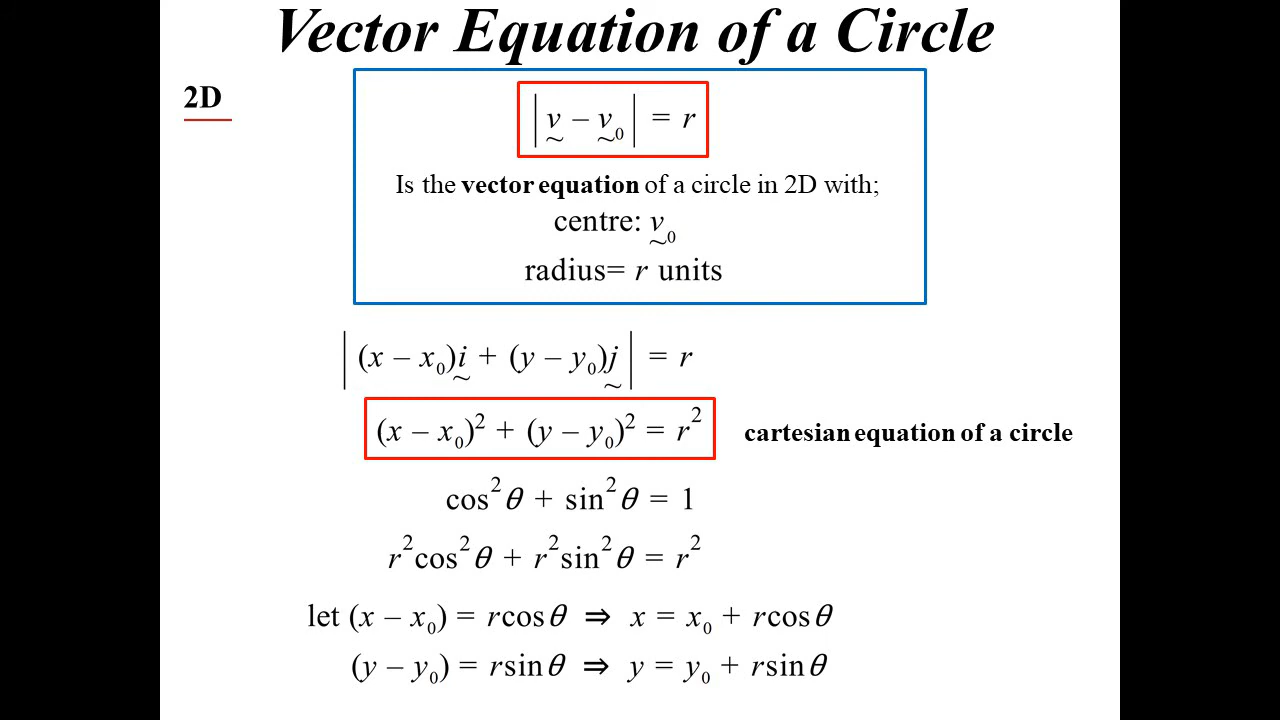 Vector Equation of a Circle
2D
|v̰ − v̰₀| = r
Is the vector equation of a circle in 2D with;
centre: v̰₀
radius= r units
|(x − x₀)ḭ + (y − y₀)j̰| = r
(x − x₀)² + (y − y₀)² = r² cartesian equation of a circle
cos²θ + sin²θ = 1
r²cos²θ + r²sin²θ = r²
let (x − x₀) = rcosθ ⇒ x = x₀ + rcosθ
(y − y₀) = rsinθ ⇒ y = y₀ + rsinθ